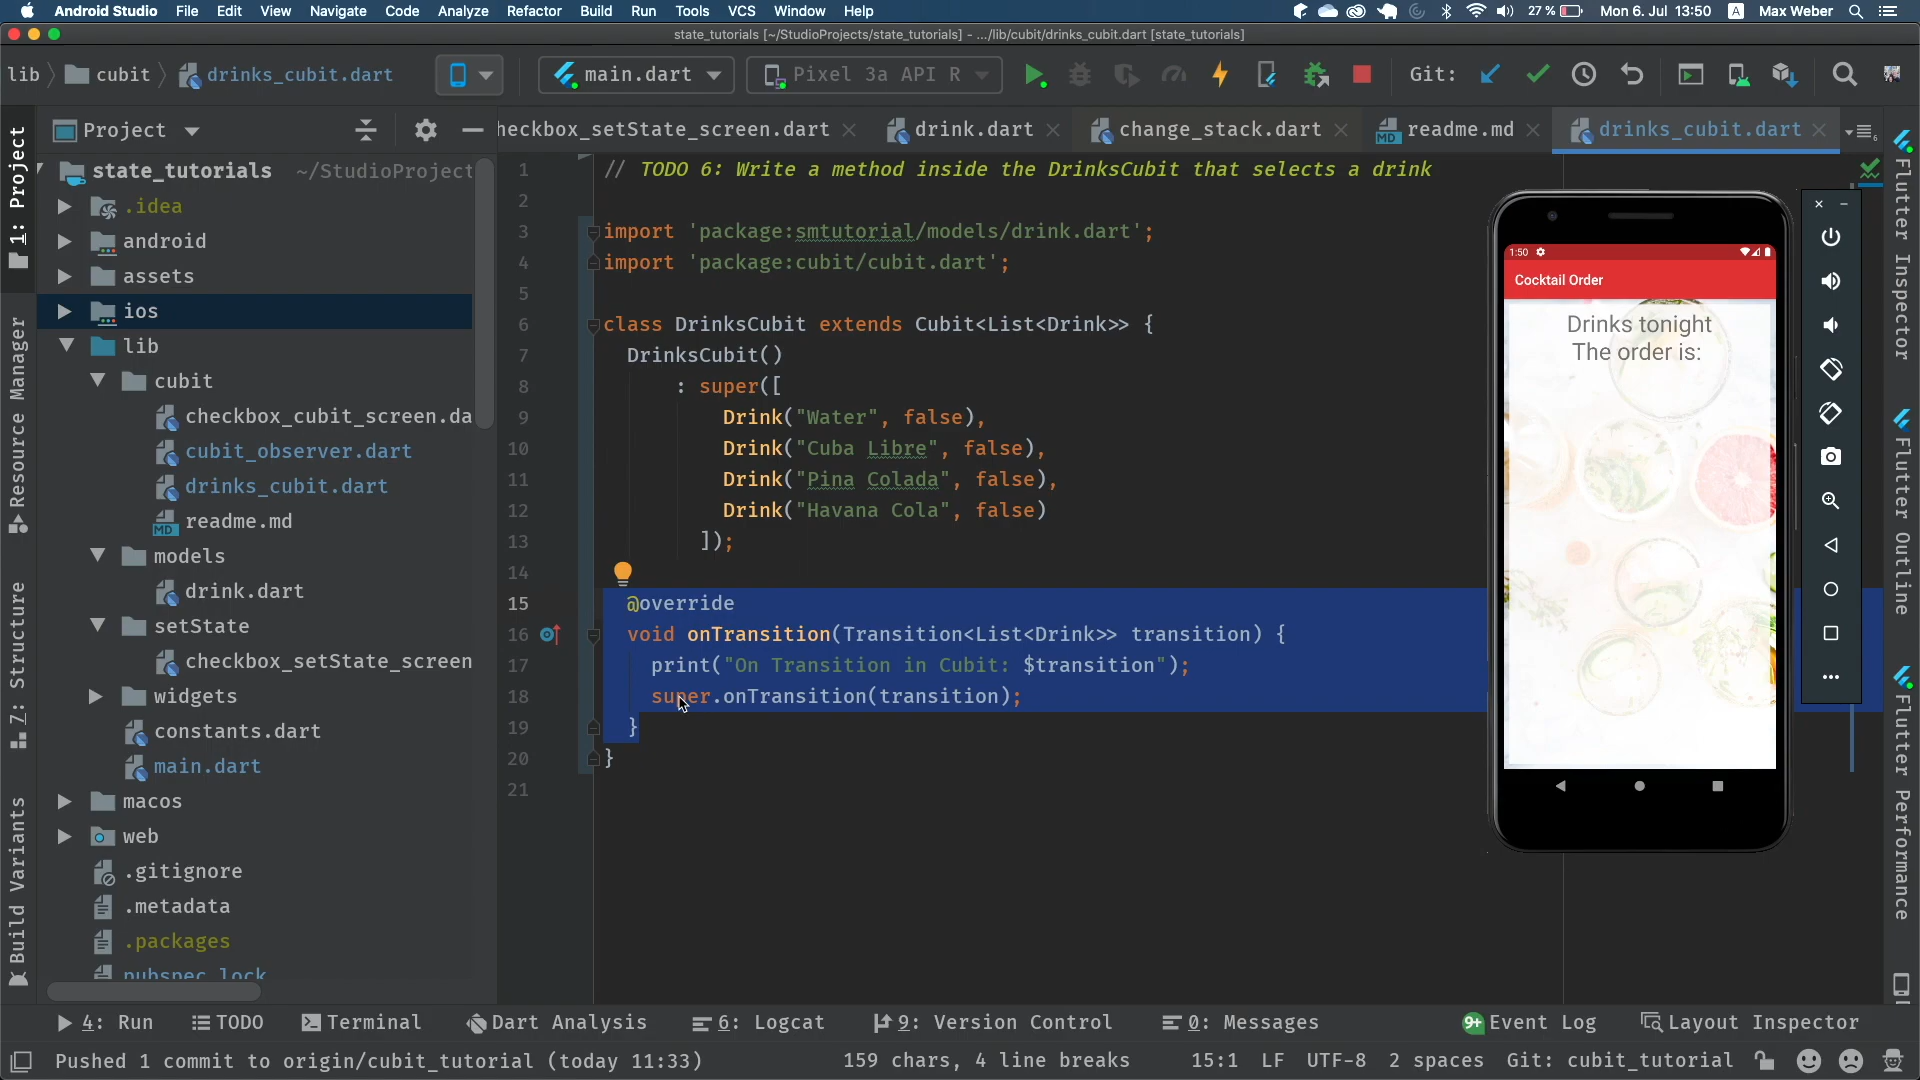 Android Studio File Edit View Navigate Code Analyze Refactor Build Run Tools VCS Window Help 27 % Mon 6. Jul 13:50 A Max Weber
state_tutorials [~/StudioProjects/state_tutorials] - .../lib/cubit/drinks_cubit.dart [state_tutorials]
lib cubit drinks_cubit.dart main.dart Pixel 3a API R Git:
Project
heckbox_setState_screen.dart drink.dart change_stack.dart readme.md drinks_cubit.dart
1: Project
Resource Manager
7: Structure
Build Variants
state_tutorials ~/StudioProject
.idea
android
assets
ios
lib
cubit
checkbox_cubit_screen.da
cubit_observer.dart
drinks_cubit.dart
readme.md
models
drink.dart
setState
checkbox_setState_screen
widgets
constants.dart
main.dart
macos
web
.gitignore
.metadata
.packages
pubspec.lock
1 // TODO 6: Write a method inside the DrinksCubit that selects a drink
2
3 import 'package:smtutorial/models/drink.dart';
4 import 'package:cubit/cubit.dart';
5
6 class DrinksCubit extends Cubit<List<Drink>> {
7 DrinksCubit()
8 : super([
9 Drink("Water", false),
10 Drink("Cuba Libre", false),
11 Drink("Pina Colada", false),
12 Drink("Havana Cola", false)
13 ]);
14
15 @override
16 void onTransition(Transition<List<Drink>> transition) {
17 print("On Transition in Cubit: $transition");
18 super.onTransition(transition);
19 }
20 }
21
1:50
Cocktail Order
Drinks tonight
The order is:
Flutter Inspector
Flutter Outline
Flutter Performance
4: Run TODO Terminal Dart Analysis 6: Logcat 9: Version Control 0: Messages 9+ Event Log Layout Inspector
Pushed 1 commit to origin/cubit_tutorial (today 11:33) 159 chars, 4 line breaks 15:1 LF UTF-8 2 spaces Git: cubit_tutorial